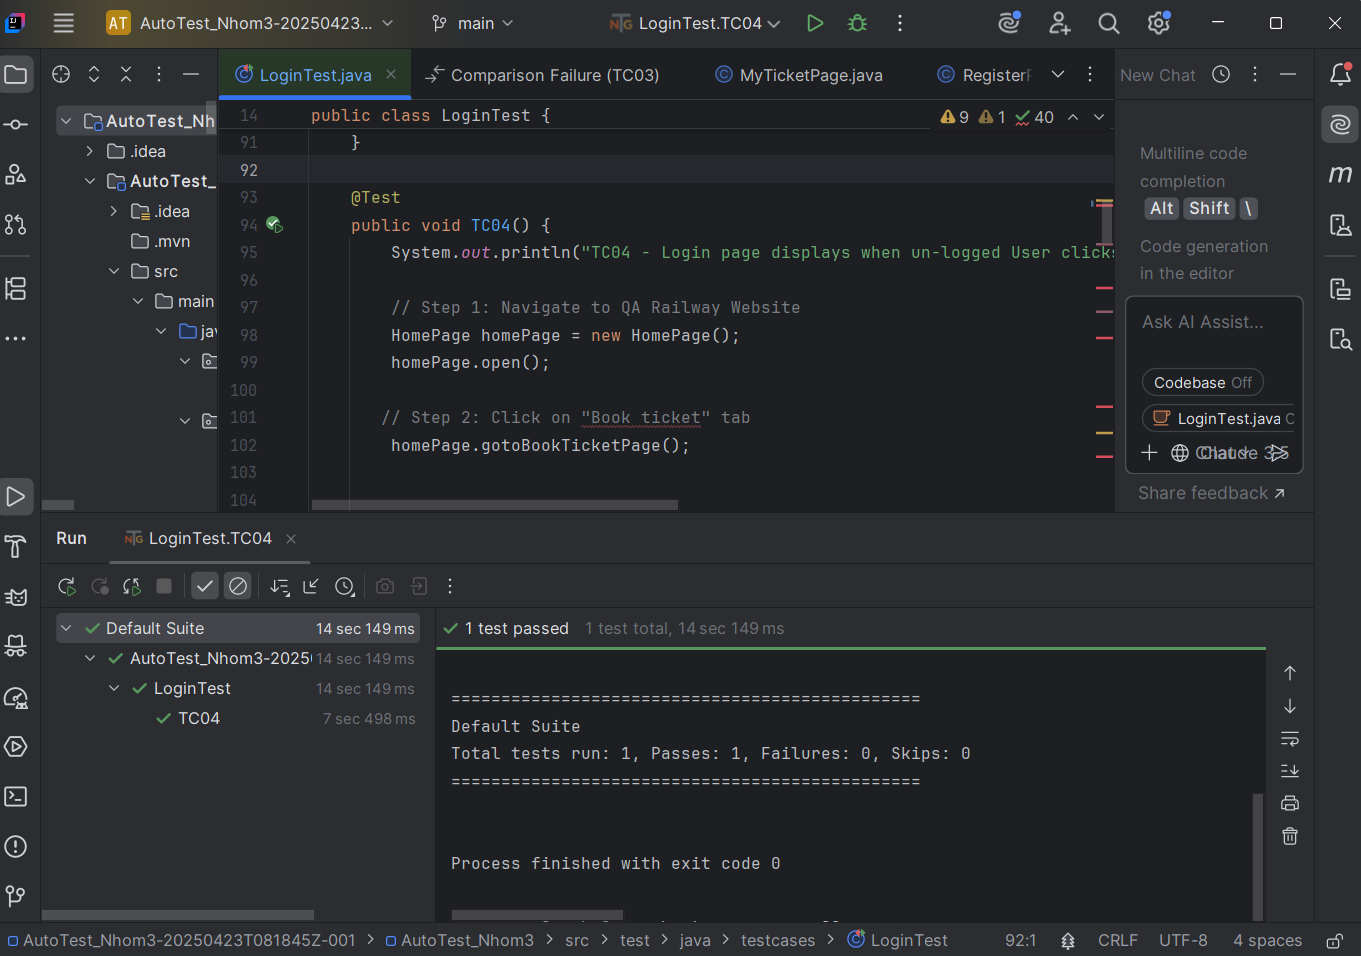 AT AutoTest_Nhom3-20250423... main LoginTest.TC04
LoginTest.java Comparison Failure (TC03) MyTicketPage.java Register New Chat
AutoTest_Nh
.idea
AutoTest_
.idea
.mvn
src
main
14 public class LoginTest { 9 1 40
91 }
92
93 @Test
94 public void TC04() {
95 System.out.println("TC04 - Login page displays when un-logged User clicks
96
97 // Step 1: Navigate to QA Railway Website
98 HomePage homePage = new HomePage();
99 homePage.open();
100
101 // Step 2: Click on "Book ticket" tab
102 homePage.gotoBookTicketPage();
103
104
Multiline code
completion
Alt Shift \
Code generation
in the editor
Ask AI Assist...
Codebase Off
LoginTest.java
Share feedback ↗
Run LoginTest.TC04
Default Suite 14 sec 149 ms
AutoTest_Nhom3-2025 14 sec 149 ms
LoginTest 14 sec 149 ms
TC04 7 sec 498 ms
1 test passed 1 test total, 14 sec 149 ms
===============================================
Default Suite
Total tests run: 1, Passes: 1, Failures: 0, Skips: 0
===============================================
Process finished with exit code 0
AutoTest_Nhom3-20250423T081845Z-001 > AutoTest_Nhom3 > src > test > java > testcases > LoginTest 92:1 CRLF UTF-8 4 spaces